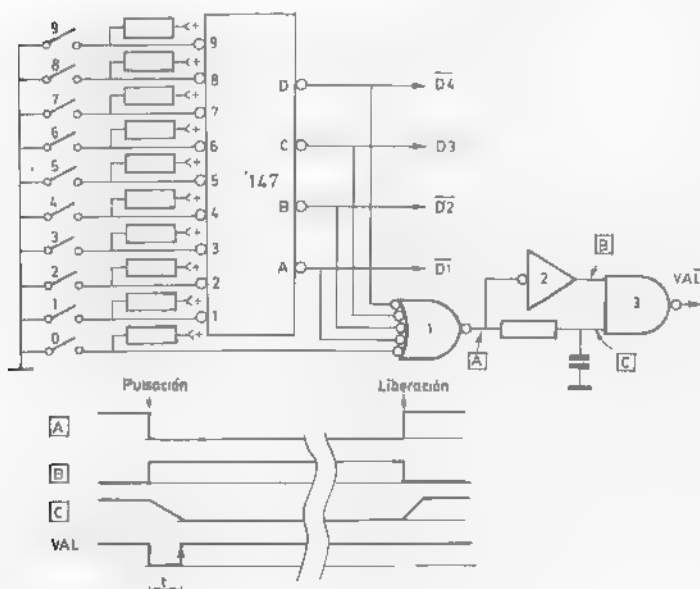 9
+
9
8
+
8
7
+
7
6
+
6
5
+
5
4
+
4
3
+
3
2
+
2
1
+
1
0
+
'147
D
C
B
A
D4
D3
D2
D1
1
2
3
B
A
C
VAL
Pulsación
Liberación
A
B
C
VAL
t